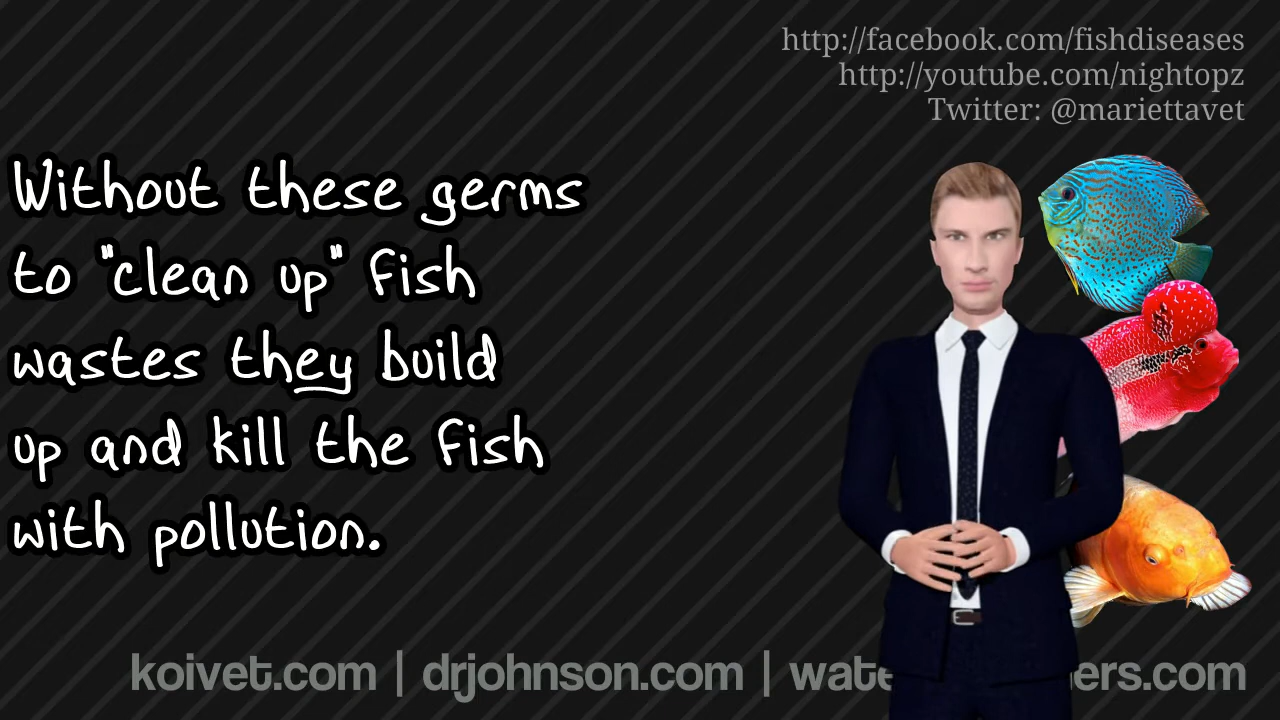 http://facebook.com/fishdiseases
http://youtube.com/nightopz
Twitter: @mariettavet
Without these germs
to "clean up" fish
wastes they build
up and kill the fish
with pollution.
koivet.com | drjohnson.com |